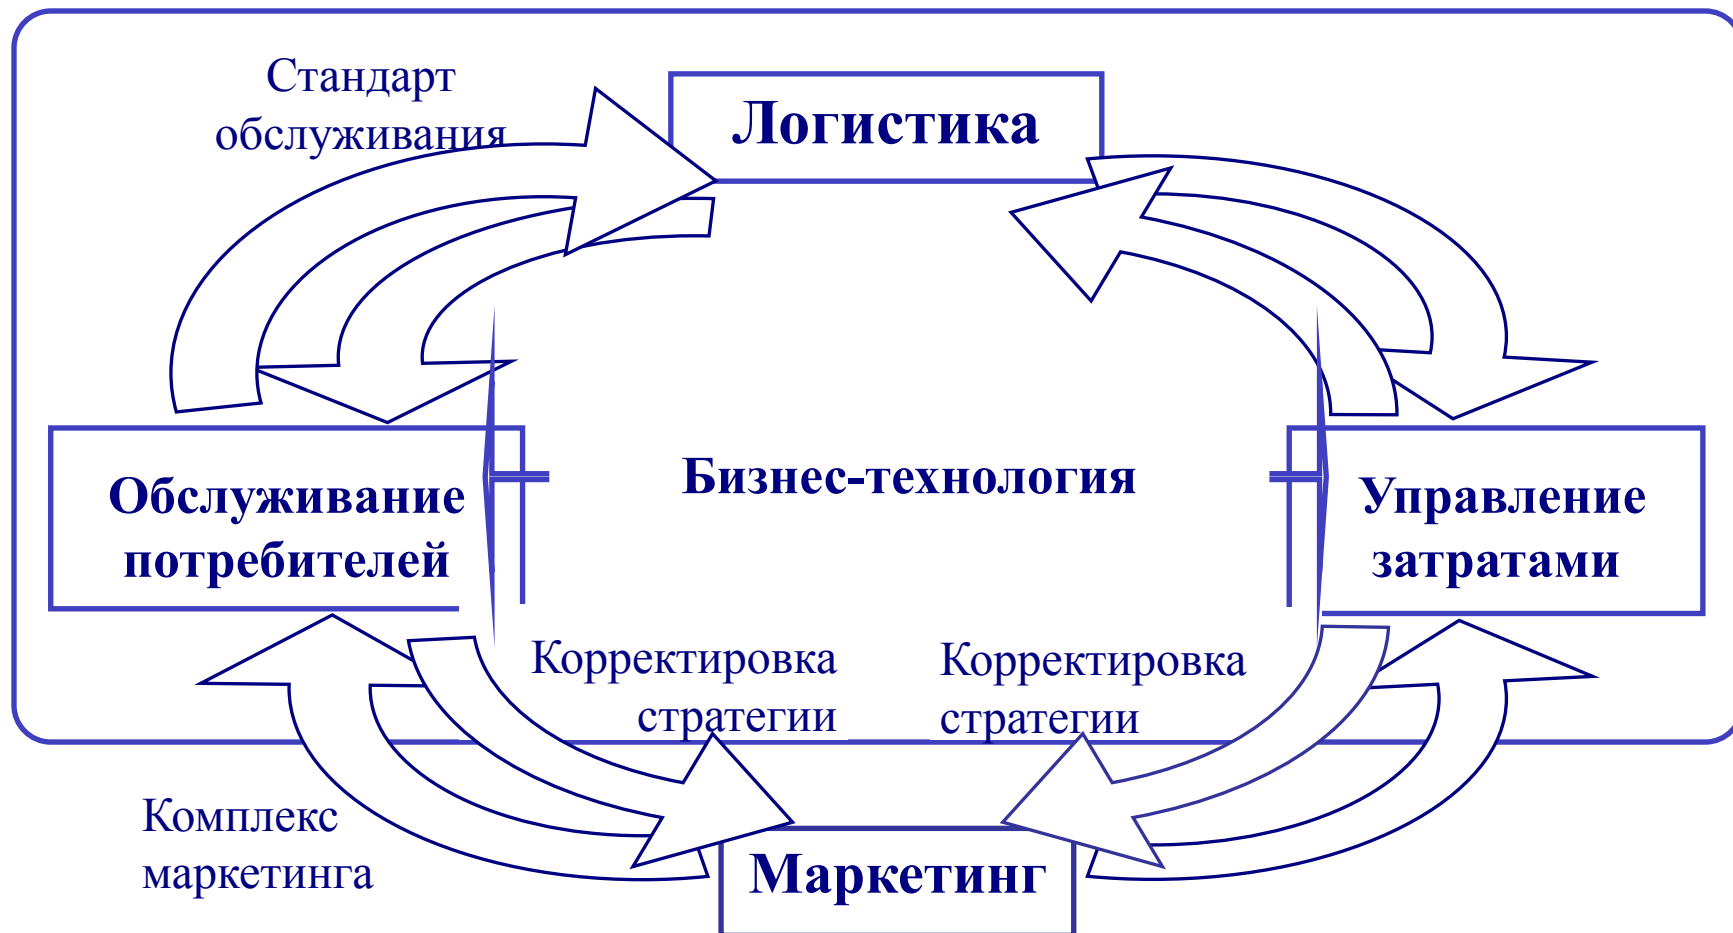 Стандарт
обслуживания
Логистика
Обслуживание
потребителей
Бизнес-технология
Управление
затратами
Корректировка
стратегии
Корректировка
стратегии
Комплекс
маркетинга
Маркетинг